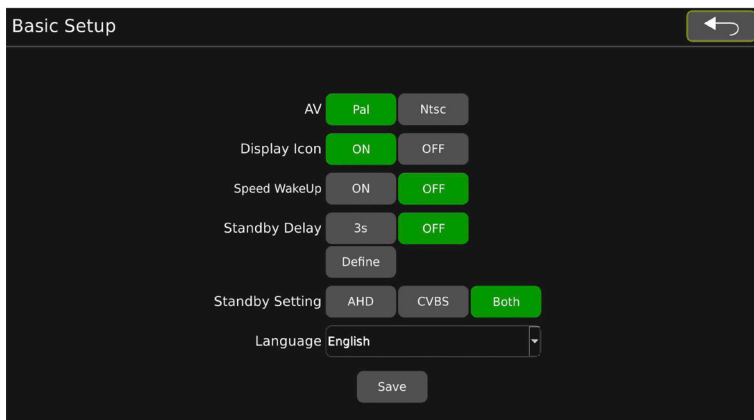 Basic Setup
AV Pal Ntsc
Display Icon ON OFF
Speed WakeUp ON OFF
Standby Delay 3s OFF
Define
Standby Setting AHD CVBS Both
Language English
Save